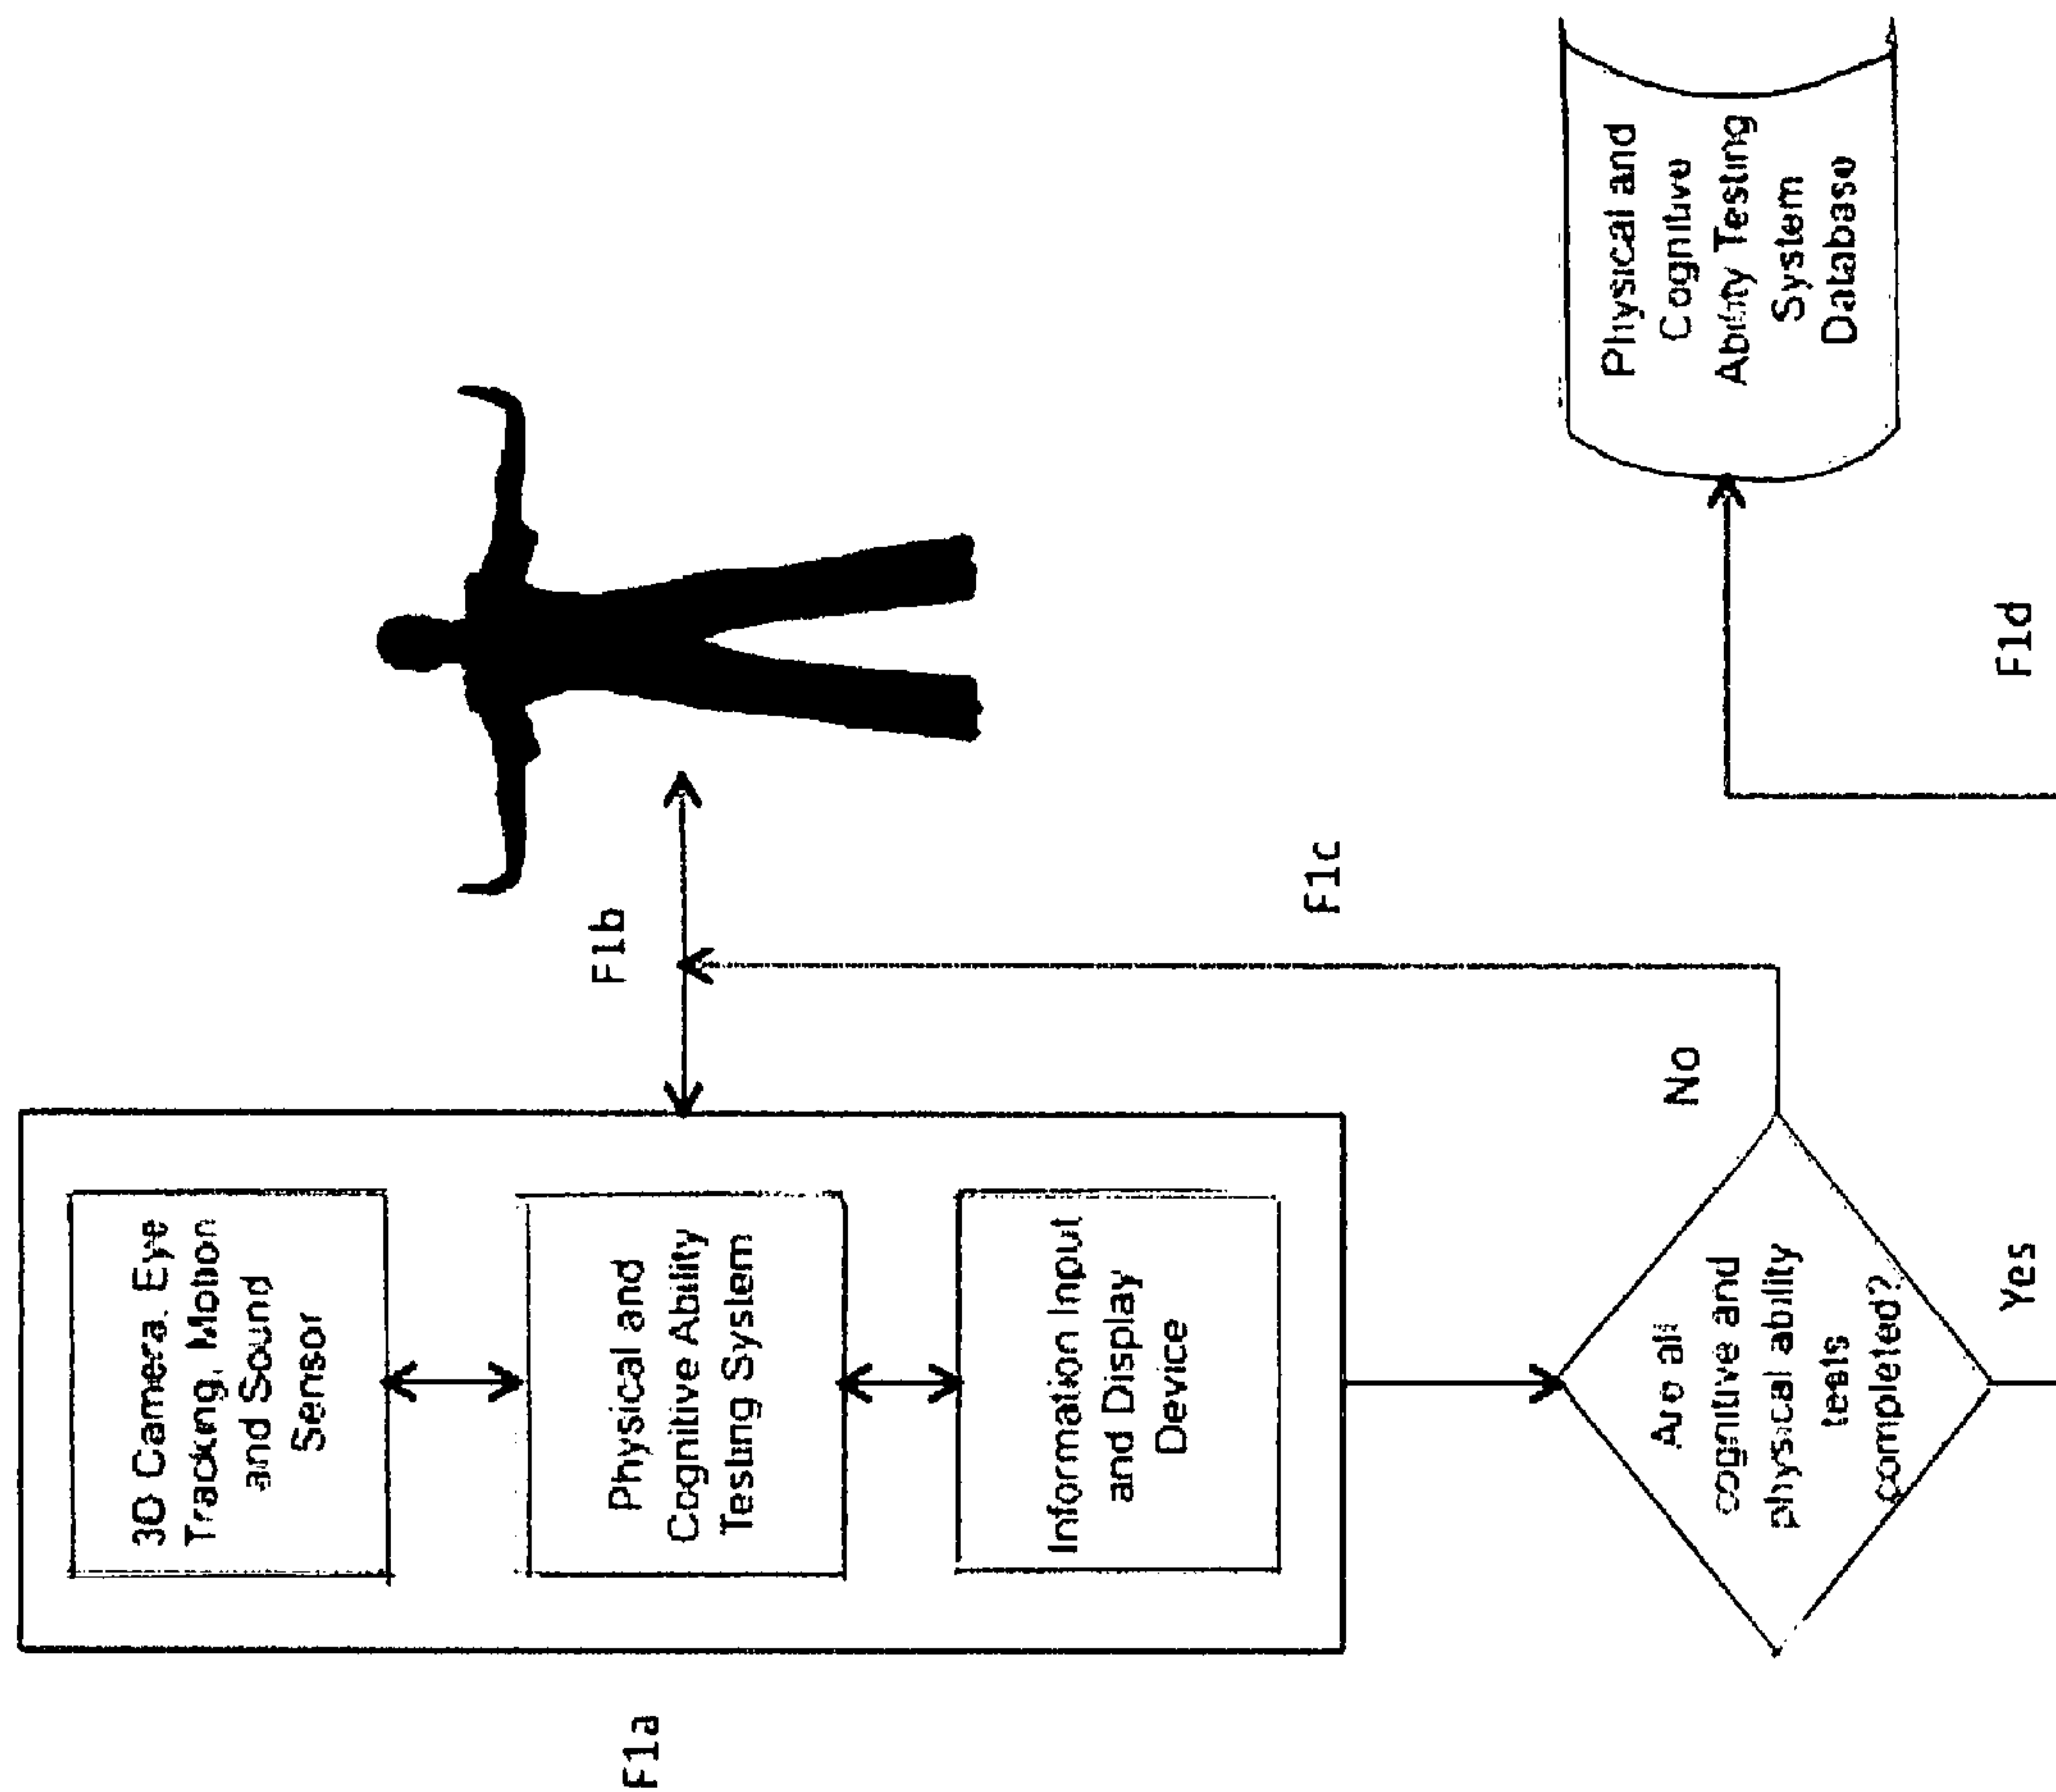 F1a
3D Camera, Eye
Tracking, Motion
and Sound
Sensor
Physical and
Cognitive Ability
Testing System
Information Input
and Display
Device
F1b
F1c
Are all
cognitive and
physical ability
tests
completed?
No
Yes
F1d
Physical and
Cognitive
Ability Testing
System
Database